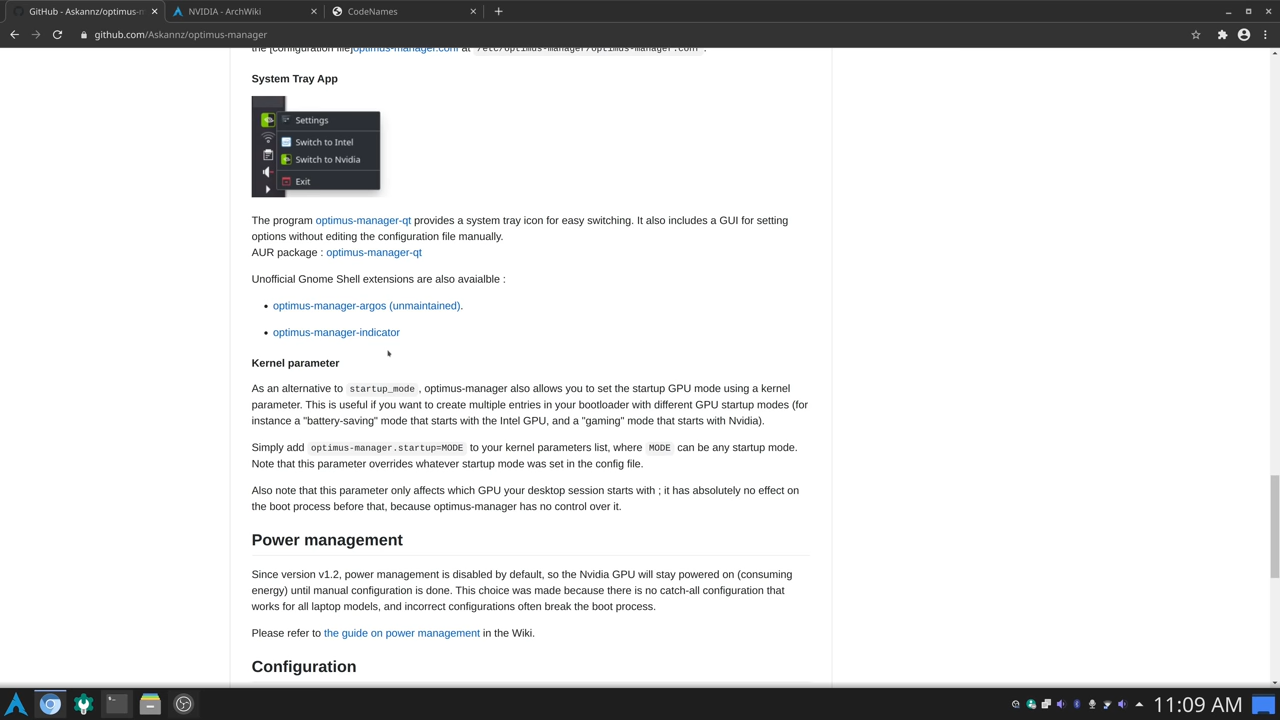 GitHub - Askannz/optimus-m
NVIDIA - ArchWiki
CodeNames
github.com/Askannz/optimus-manager
the [configuration file]optimus-manager.conf at `/etc/optimus-manager/optimus-manager.conf`.
System Tray App
Settings
Switch to Intel
Switch to Nvidia
Exit
The program optimus-manager-qt provides a system tray icon for easy switching. It also includes a GUI for setting
options without editing the configuration file manually.
AUR package : optimus-manager-qt
Unofficial Gnome Shell extensions are also avaialble :
• optimus-manager-argos (unmaintained).
• optimus-manager-indicator
Kernel parameter
As an alternative to startup_mode , optimus-manager also allows you to set the startup GPU mode using a kernel
parameter. This is useful if you want to create multiple entries in your bootloader with different GPU startup modes (for
instance a "battery-saving" mode that starts with the Intel GPU, and a "gaming" mode that starts with Nvidia).
Simply add optimus-manager.startup=MODE to your kernel parameters list, where MODE can be any startup mode.
Note that this parameter overrides whatever startup mode was set in the config file.
Also note that this parameter only affects which GPU your desktop session starts with ; it has absolutely no effect on
the boot process before that, because optimus-manager has no control over it.
Power management
Since version v1.2, power management is disabled by default, so the Nvidia GPU will stay powered on (consuming
energy) until manual configuration is done. This choice was made because there is no catch-all configuration that
works for all laptop models, and incorrect configurations often break the boot process.
Please refer to the guide on power management in the Wiki.
Configuration
11:09 AM